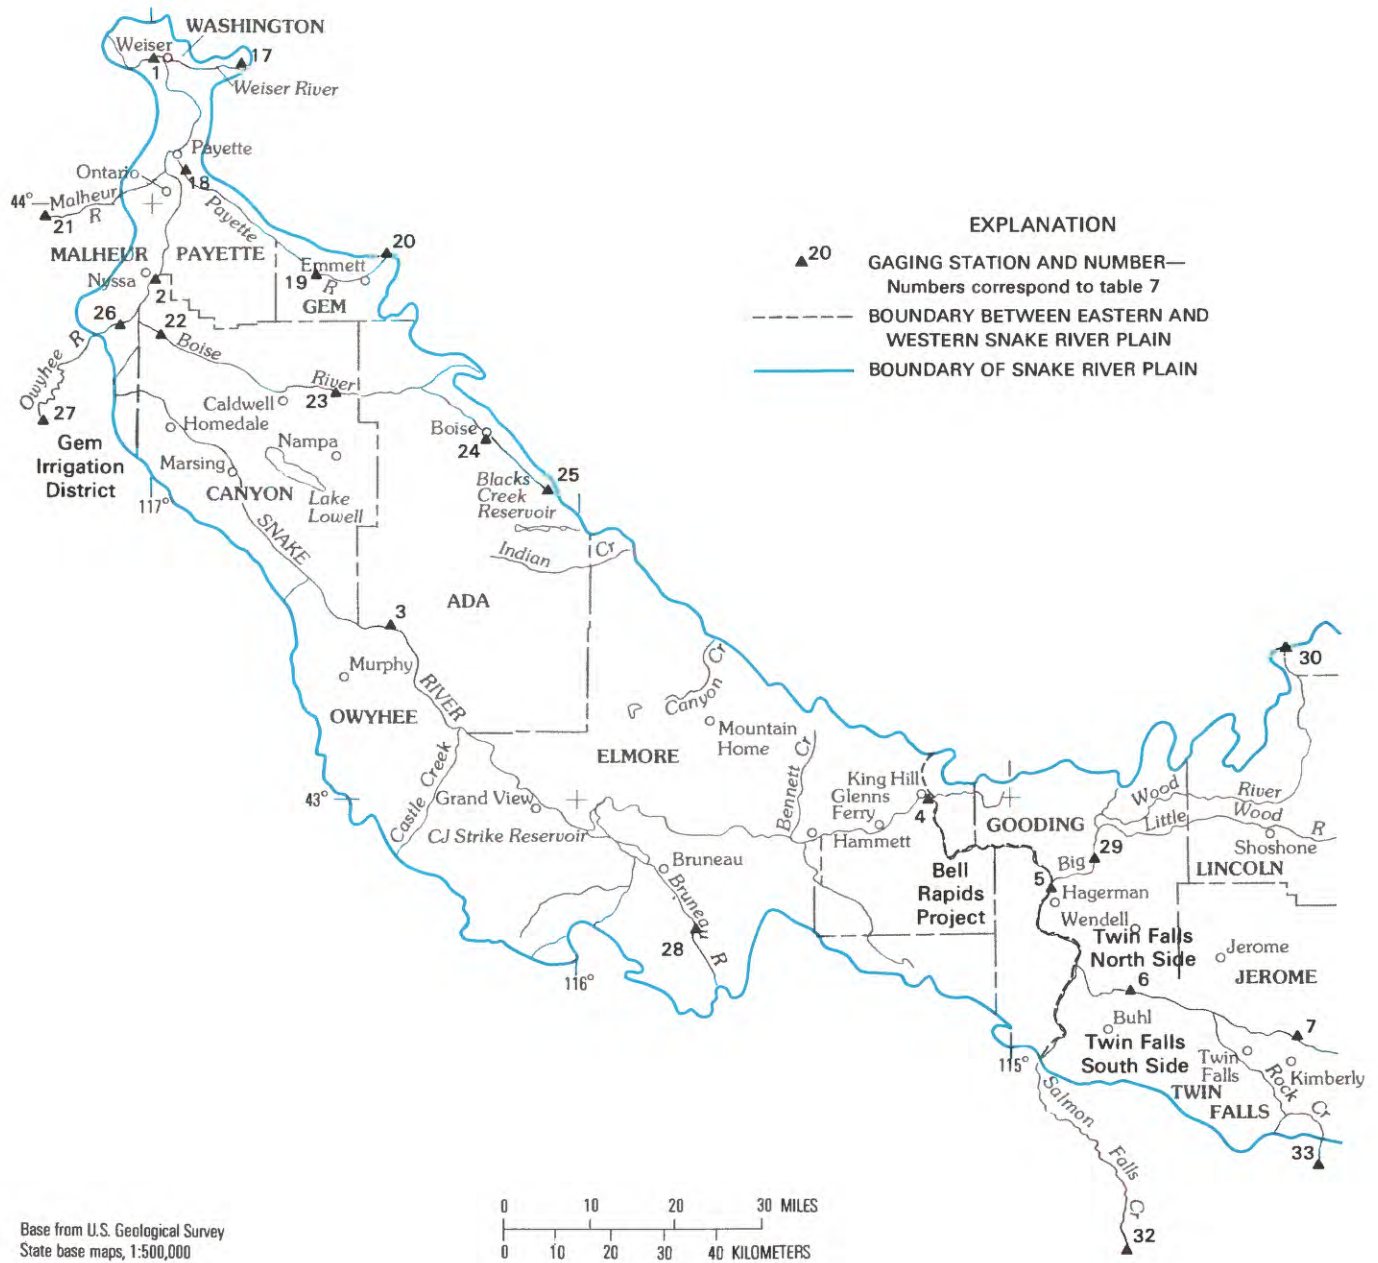 WASHINGTON
Weiser
17
1
Weiser River
Payette
Ontario
18
44°
Malheur
R
21
Payette
20
MALHEUR
PAYETTE
Emmett
Nyssa
19
R
2
GEM
26
22
Boise
Owyhee R
River
Caldwell
23
27
Homedale
Boise
Gem
Irrigation
District
Nampa
24
Marsing
25
Blacks
Creek
Reservoir
CANYON
Lake
Lowell
117°
SNAKE
Indian
Cr
ADA
3
Murphy
RIVER
Canyon
Cr
OWYHEE
Mountain
Home
ELMORE
Castle Creek
Bennett Cr
43°
Grand View
CJ Strike Reservoir
King Hill
Glenns
Ferry
4
Hammett
GOODING
Wood
River
Little
Wood
R
Shoshone
30
29
Big
LINCOLN
Bruneau
Bruneau
R
28
Bell
Rapids
Project
5
Hagerman
Wendell
Twin Falls
North Side
Jerome
JEROME
116°
6
Buhl
7
Twin Falls
South Side
115°
Twin
Falls
Kimberly
Rock
Cr
TWIN
FALLS
Salmon
Falls
Cr
33
32
EXPLANATION
20
GAGING STATION AND NUMBER—
Numbers correspond to table 7
BOUNDARY BETWEEN EASTERN AND
WESTERN SNAKE RIVER PLAIN
BOUNDARY OF SNAKE RIVER PLAIN
0 10 20 30 MILES
0 10 20 30 40 KILOMETERS
Base from U.S. Geological Survey
State base maps, 1:500,000